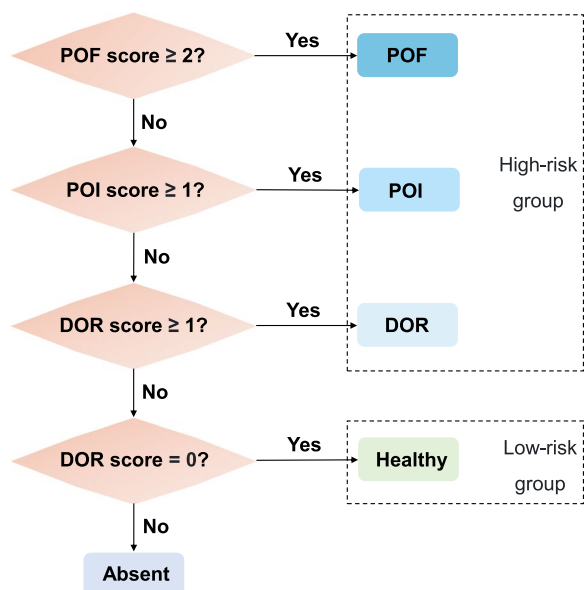 POF score ≥ 2?
Yes
POF
No
POI score ≥ 1?
Yes
POI
High-risk
group
No
DOR score ≥ 1?
Yes
DOR
No
DOR score = 0?
Yes
Healthy
Low-risk
group
No
Absent